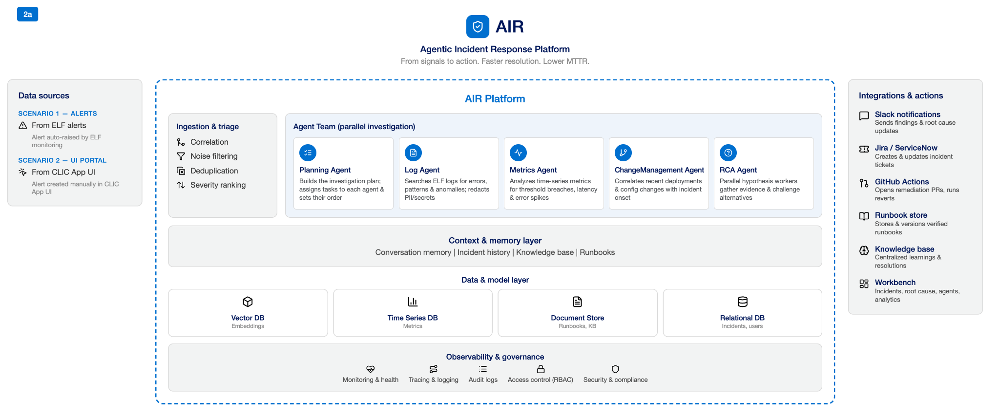 2a
AIR
Agentic Incident Response Platform
From signals to action. Faster resolution. Lower MTTR.
Data sources
SCENARIO 1 — ALERTS
From ELF alerts
Alert auto-raised by ELF
monitoring
SCENARIO 2 — UI PORTAL
From CLIC App UI
Alert created manually in CLIC
App UI
AIR Platform
Ingestion & triage
Correlation
Noise filtering
Deduplication
Severity ranking
Agent Team (parallel investigation)
Planning Agent
Builds the investigation plan;
assigns tasks to each agent &
sets their order
Log Agent
Searches ELF logs for errors,
patterns & anomalies; redacts
PII/secrets
Metrics Agent
Analyzes time-series metrics
for threshold breaches, latency
& error spikes
ChangeManagement Agent
Correlates recent deployments
& config changes with incident
onset
RCA Agent
Parallel hypothesis workers
gather evidence & challenge
alternatives
Context & memory layer
Conversation memory | Incident history | Knowledge base | Runbooks
Data & model layer
Vector DB
Embeddings
Time Series DB
Metrics
Document Store
Runbooks, KB
Relational DB
Incidents, users
Observability & governance
Monitoring & health
Tracing & logging
Audit logs
Access control (RBAC)
Security & compliance
Integrations & actions
Slack notifications
Sends findings & root cause
updates
Jira / ServiceNow
Creates & updates incident
tickets
GitHub Actions
Opens remediation PRs, runs
reverts
Runbook store
Stores & versions verified
runbooks
Knowledge base
Centralized learnings &
resolutions
Workbench
Incidents, root cause, agents,
analytics